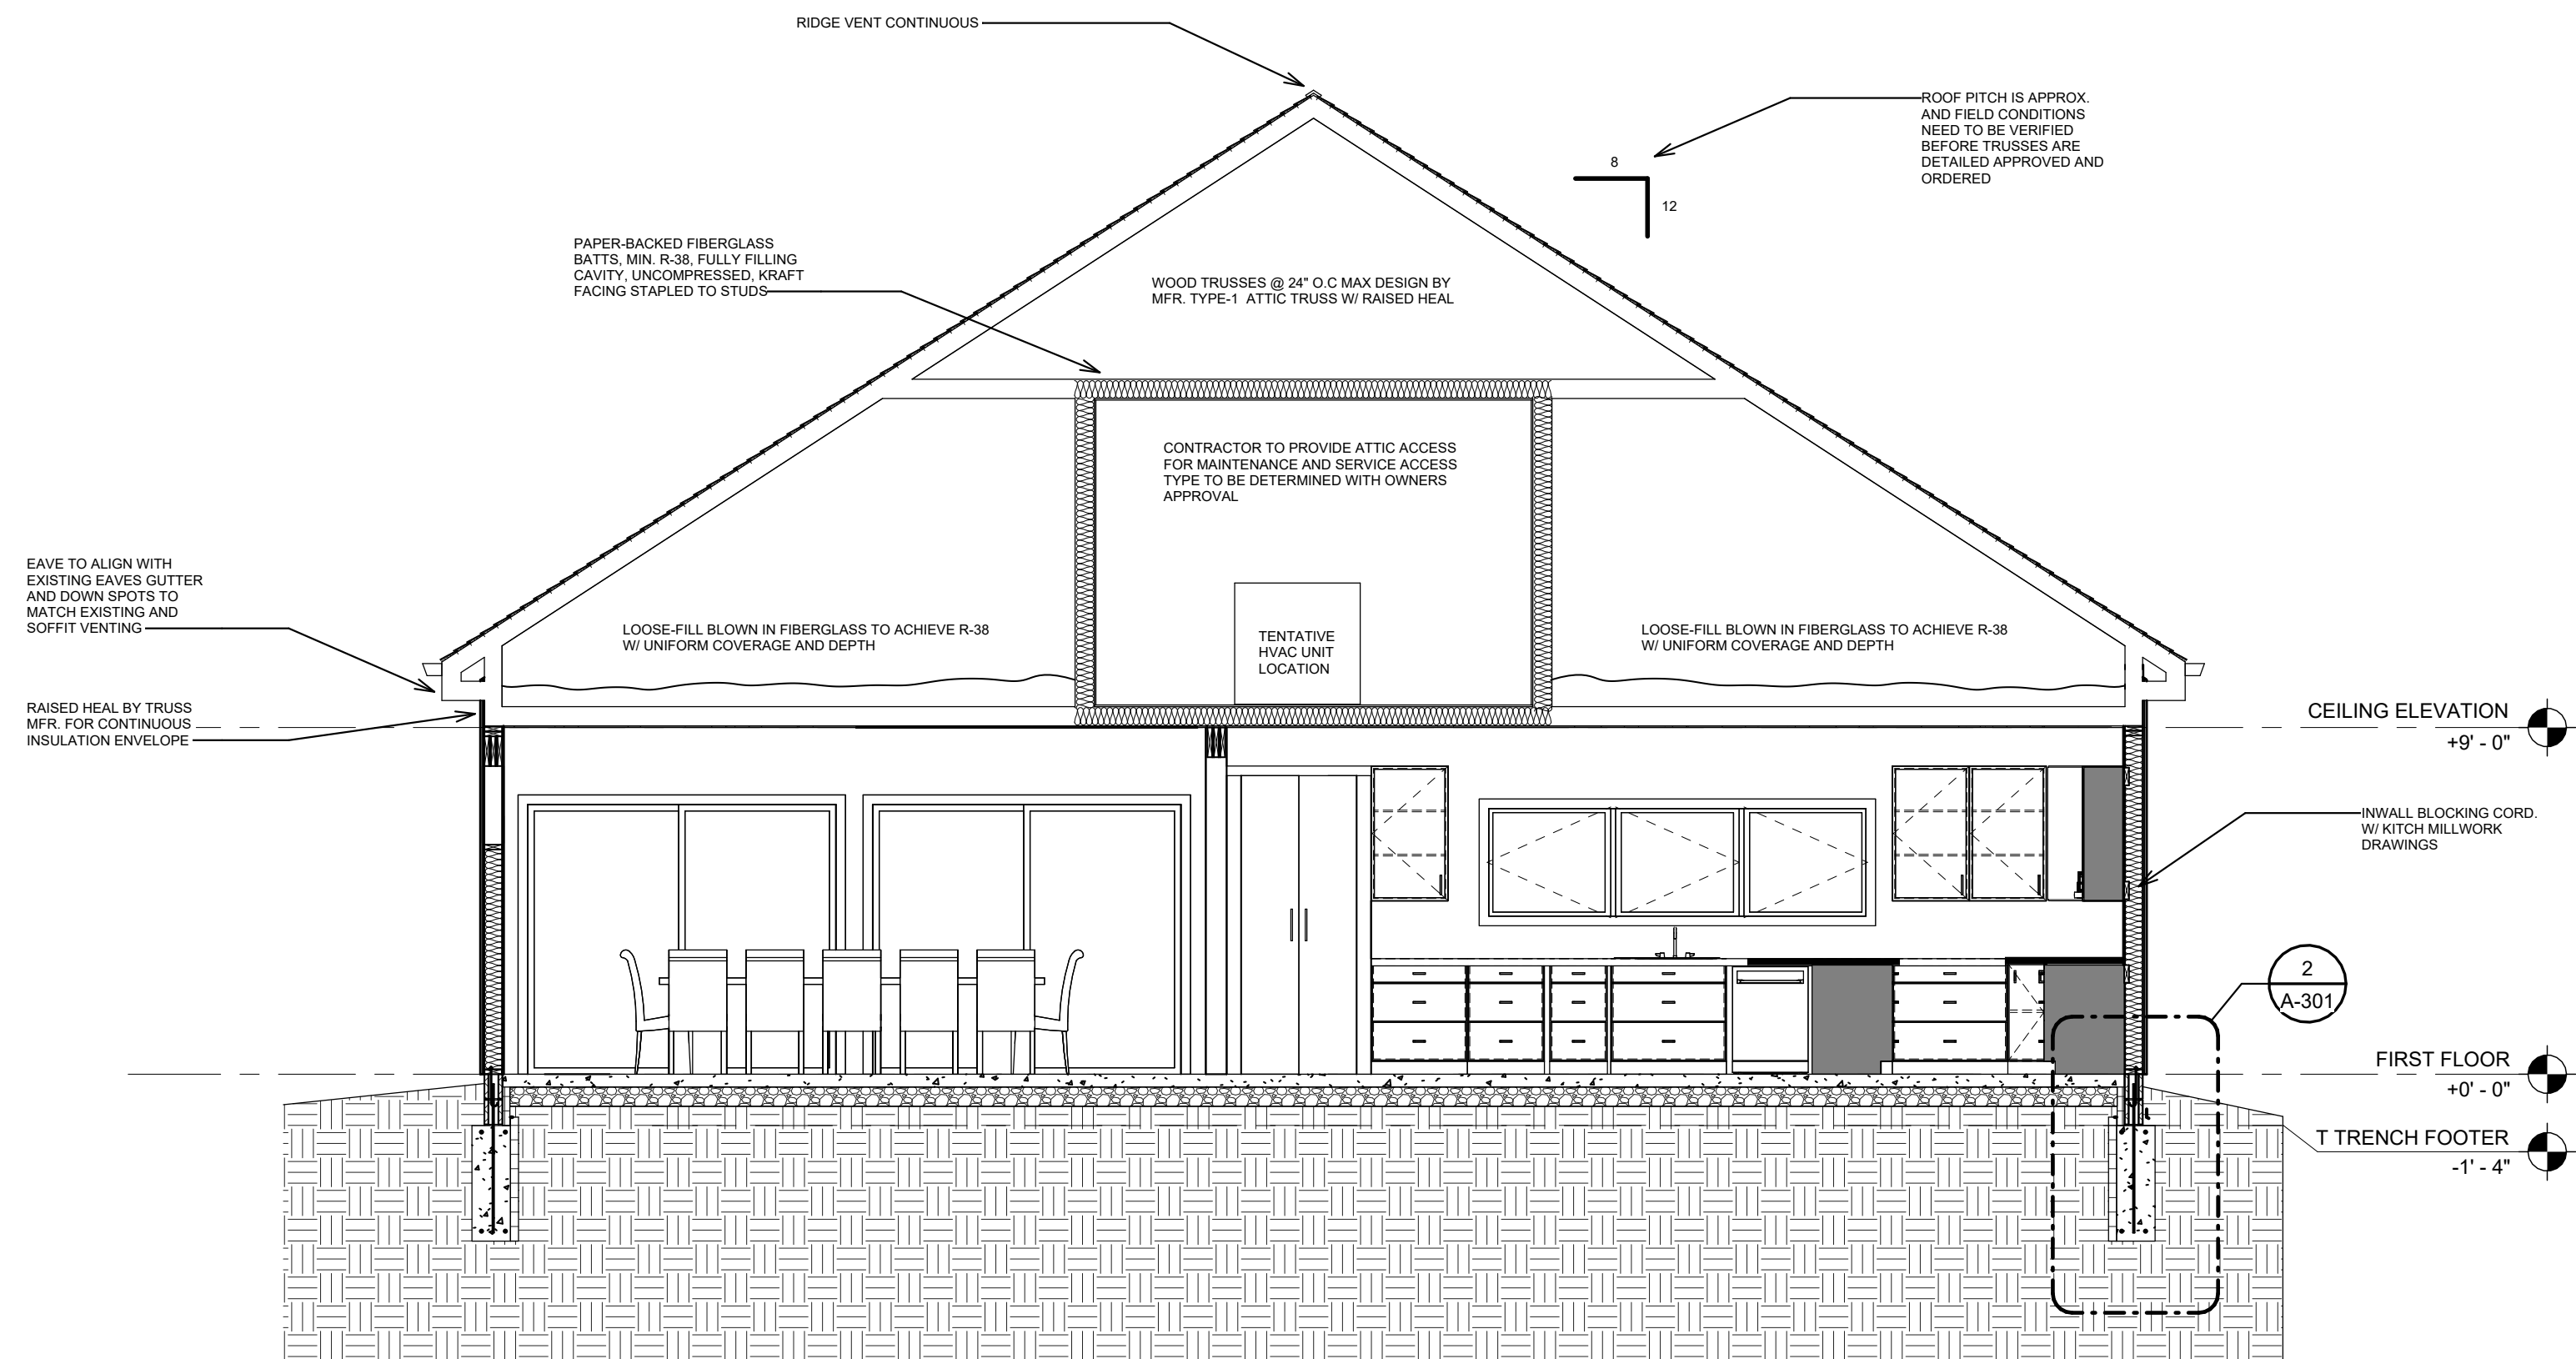 RIDGE VENT CONTINUOUS
ROOF PITCH IS APPROX.
AND FIELD CONDITIONS
NEED TO BE VERIFIED
BEFORE TRUSSES ARE
DETAILED APPROVED AND
ORDERED
8
12
PAPER-BACKED FIBERGLASS
BATTS, MIN. R-38, FULLY FILLING
CAVITY, UNCOMPRESSED, KRAFT
FACING STAPLED TO STUDS
WOOD TRUSSES @ 24" O.C MAX DESIGN BY
MFR. TYPE-1 ATTIC TRUSS W/ RAISED HEAL
CONTRACTOR TO PROVIDE ATTIC ACCESS
FOR MAINTENANCE AND SERVICE ACCESS
TYPE TO BE DETERMINED WITH OWNERS
APPROVAL
EAVE TO ALIGN WITH
EXISTING EAVES GUTTER
AND DOWN SPOTS TO
MATCH EXISTING AND
SOFFIT VENTING
LOOSE-FILL BLOWN IN FIBERGLASS TO ACHIEVE R-38
W/ UNIFORM COVERAGE AND DEPTH
TENTATIVE
HVAC UNIT
LOCATION
LOOSE-FILL BLOWN IN FIBERGLASS TO ACHIEVE R-38
W/ UNIFORM COVERAGE AND DEPTH
RAISED HEAL BY TRUSS
MFR. FOR CONTINUOUS
INSULATION ENVELOPE
CEILING ELEVATION
+9' - 0"
INWALL BLOCKING CORD.
W/ KITCH MILLWORK
DRAWINGS
2
A-301
FIRST FLOOR
+0' - 0"
T TRENCH FOOTER
-1' - 4"